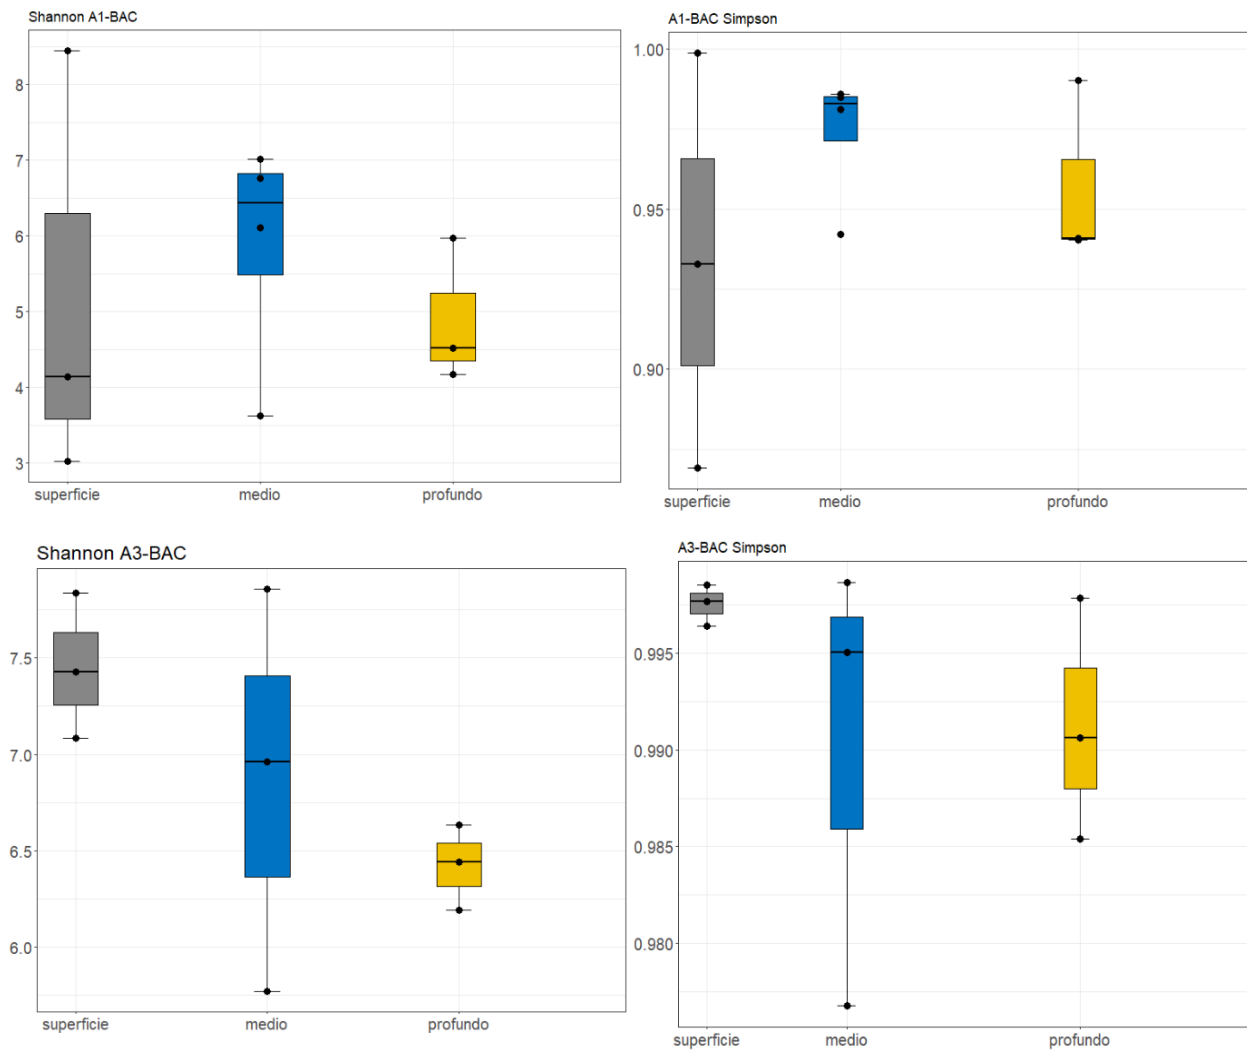 Shannon A1-BAC
8
7
6
5
4
3
superficie medio profundo
A1-BAC Simpson
1.00
0.95
0.90
superficie medio profundo
Shannon A3-BAC
7.5
7.0
6.5
6.0
superficie medio profundo
A3-BAC Simpson
0.995
0.990
0.985
0.980
superficie medio profundo